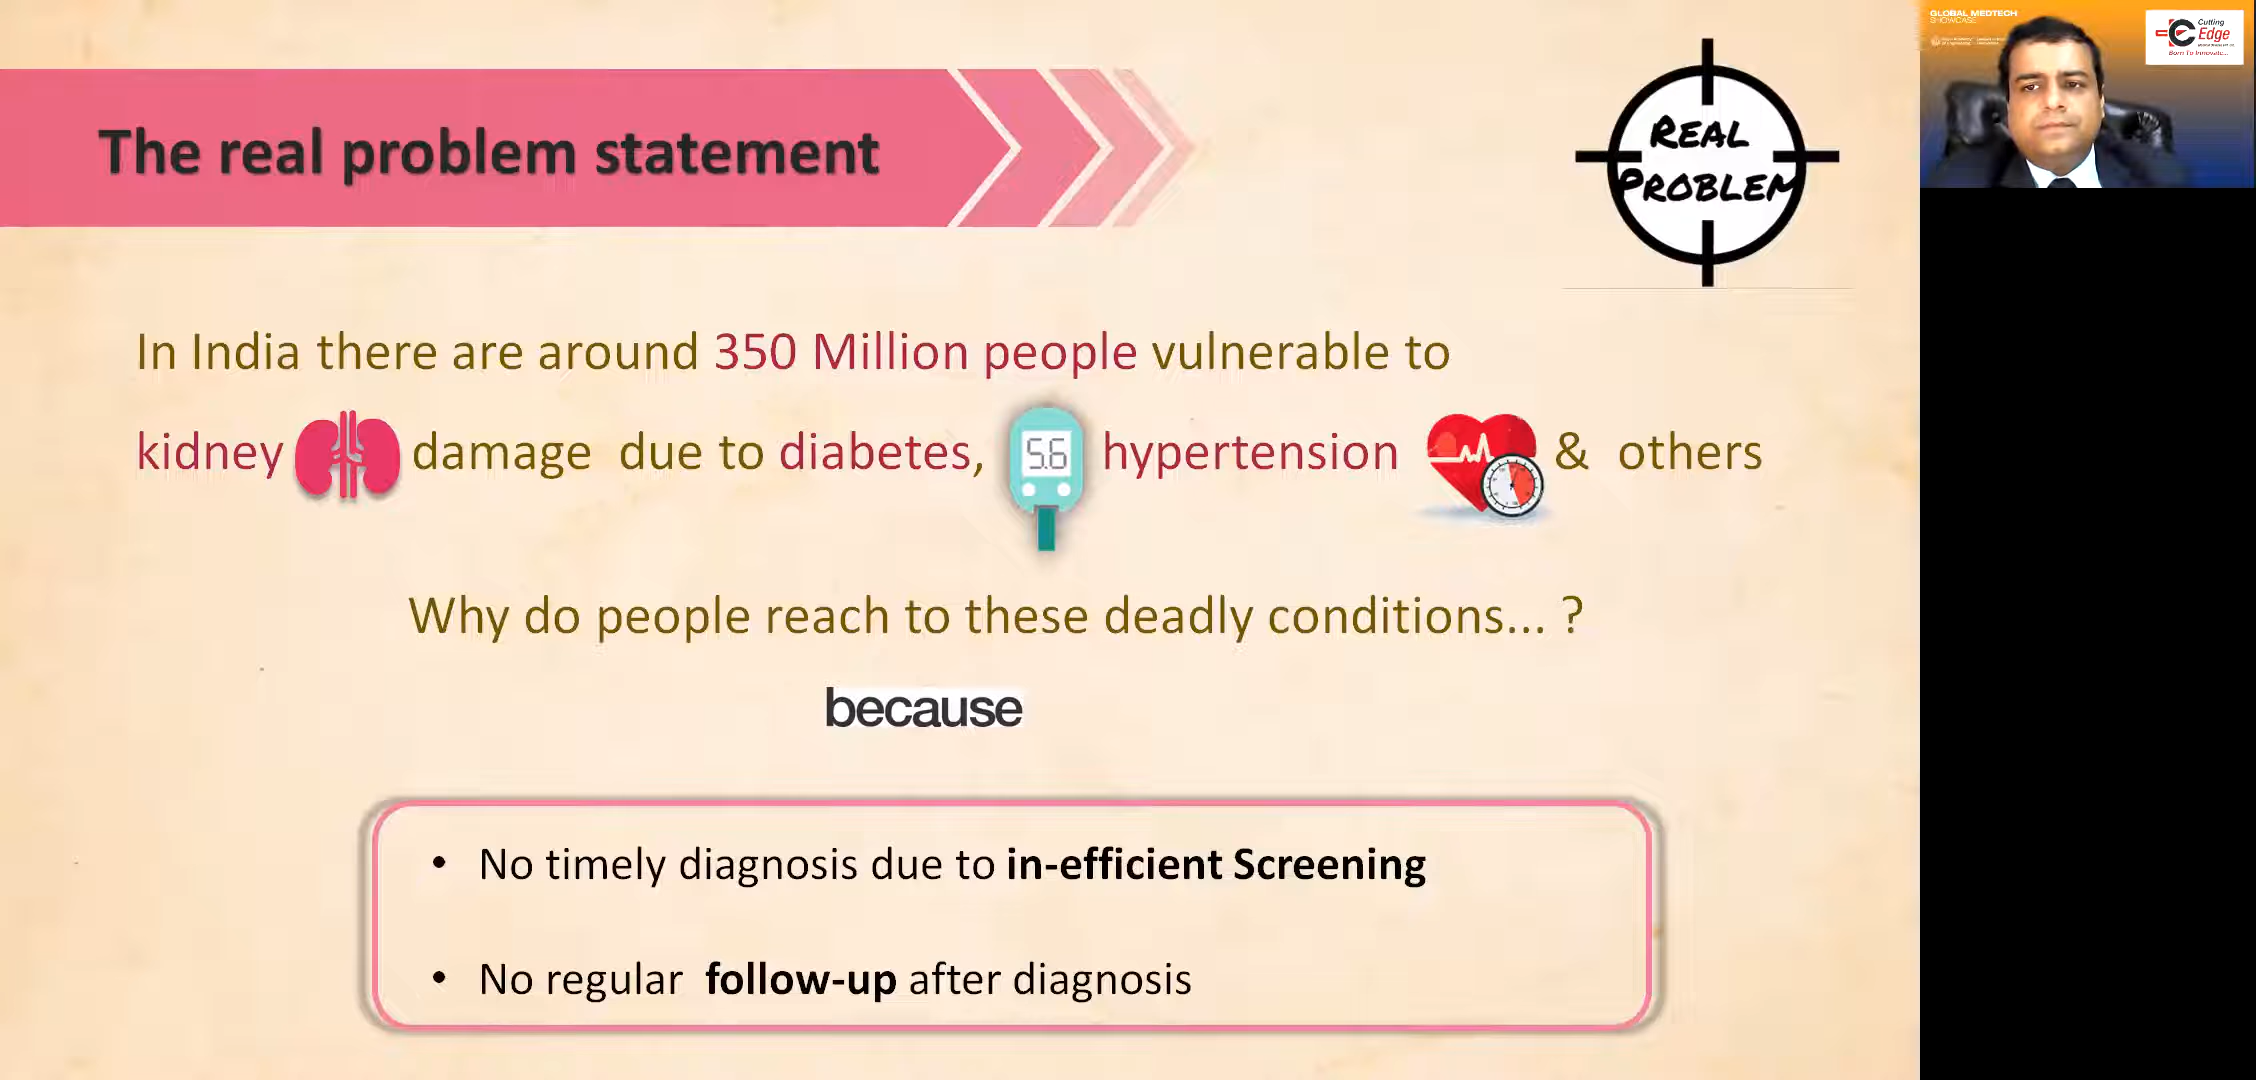 The real problem statement
REAL
PROBLEM
In India there are around 350 Million people vulnerable to
kidney damage due to diabetes, 5.6 hypertension & others
Why do people reach to these deadly conditions... ?
because
• No timely diagnosis due to in-efficient Screening
• No regular follow-up after diagnosis
GLOBAL MEDTECH
SHOWCASE
Cutting
Edge
Born To Innovate...